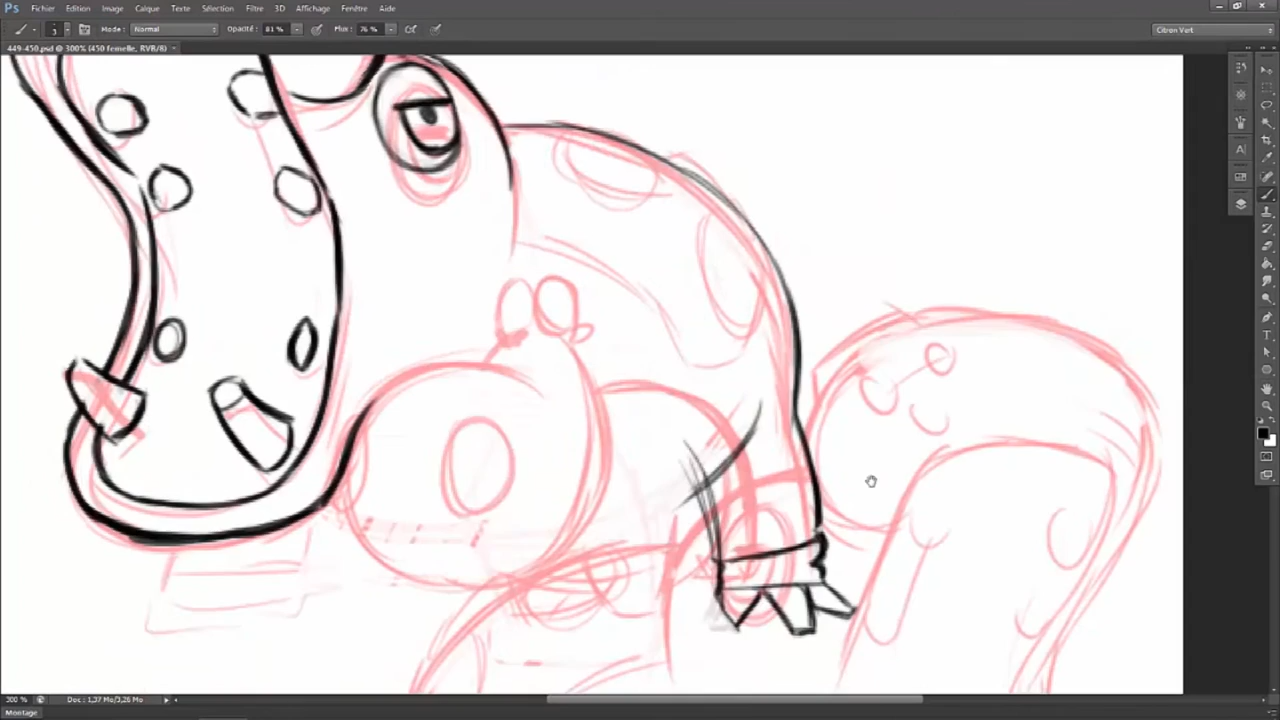 Ps Fichier Edition Image Calque Texte Sélection Filtre 3D Affichage Fenêtre Aide
Mode : Normal Opacité : 81 % Flux : 76 % Citron Vert
449-450.psd @ 300% (450 femelle, RVB/8) ×
300 % Doc : 1,37 Mo/3,26 Mo
Montage